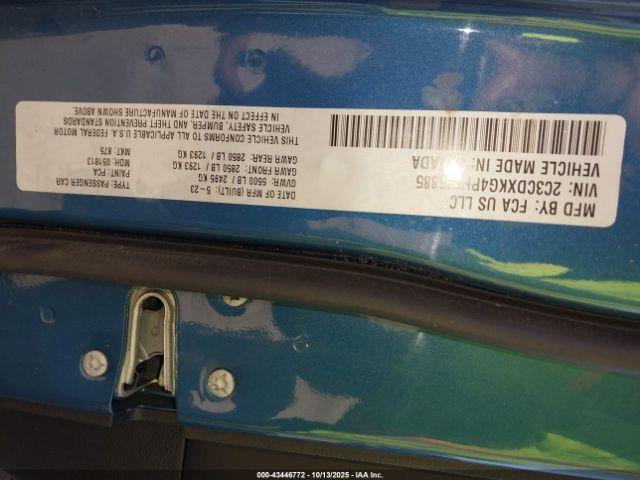 MFD BY: FCA US LLC
VEHICLE MADE IN
VIN:
DATE OF MFR (BUILT): 5-23
GVWR: 5500 LB / 2495 KG
GAWR FRONT: 2850 LB / 1293 KG
GAWR REAR: 2850 LB / 1293 KG
THIS VEHICLE CONFORMS TO ALL APPLICABLE U.S.A. FEDERAL MOTOR
VEHICLE SAFETY, BUMPER, AND THEFT PREVENTION STANDARDS
IN EFFECT ON THE DATE OF MANUFACTURE SHOWN ABOVE.
TYPE: PASSENGER CAR
PAINT: PCA
MDH: 051813
MKT: 875
000-43446772 - 10/13/2025 - IAA Inc.